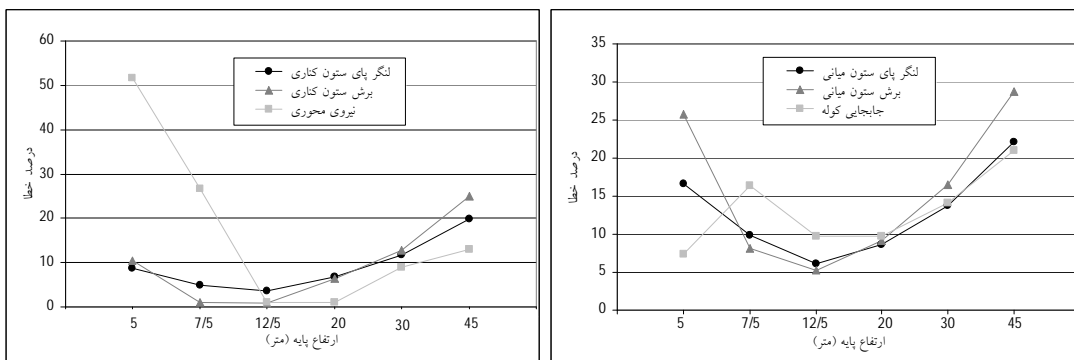 60
50
40
30
20
10
0
درصد خطا
لنگر پای ستون کناری
برش ستون کناری
نیروی محوری
5 7/5 12/5 20 30 45
ارتفاع پایه (متر)
35
30
25
20
15
10
5
0
درصد خطا
لنگر پای ستون میانی
برش ستون میانی
جابجایی کوله
5 7/5 12/5 20 30 45
ارتفاع پایه (متر)